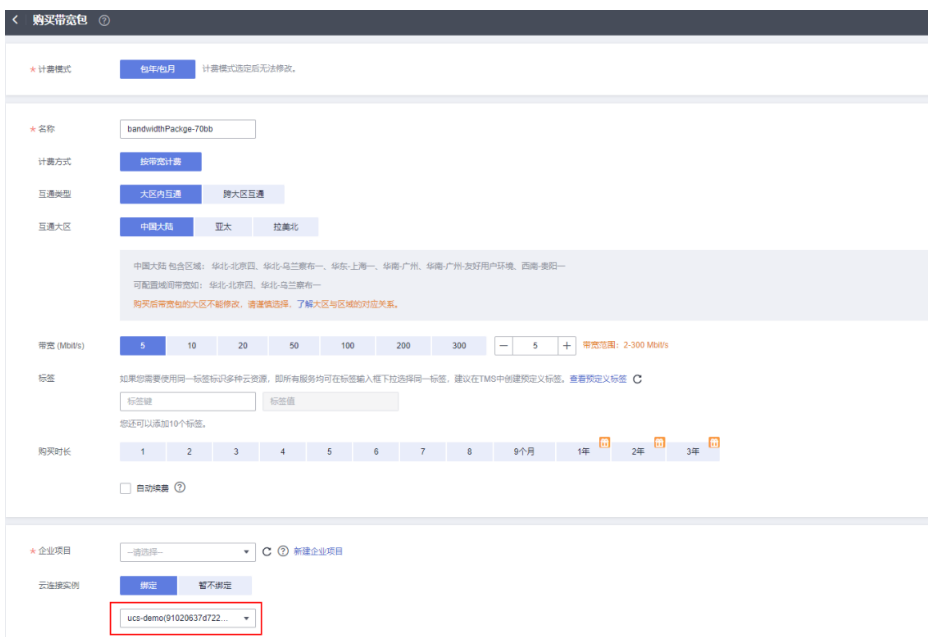 购买带宽包
* 计费模式 包年/包月 计费模式选定后无法修改。
* 名称 bandwidthPackge-70bb
计费方式 按带宽计费
互通类型 大区内互通 跨大区互通
互通大区 中国大陆 亚太 拉美北
中国大陆 包含区域： 华北-北京四、华北-乌兰察布一、华东-上海一、华南-广州、华南-广州-友好用户环境、西南-贵阳一
可配置域间带宽如： 华北-北京四、华北-乌兰察布一
购买后带宽包的大区不能修改，请谨慎选择，了解大区与区域的对应关系。
带宽 (Mbit/s) 5 10 20 50 100 200 300 － 5 ＋ 带宽范围：2-300 Mbit/s
标签 如果您需要使用同一标签标识多种云资源，即所有服务均可在标签输入框下拉选择同一标签，建议在TMS中创建预定义标签。查看预定义标签
标签键 标签值
您还可以添加10个标签。
购买时长 1 2 3 4 5 6 7 8 9个月 1年 2年 3年
自动续费
* 企业项目 --请选择-- 新建企业项目
云连接实例 绑定 暂不绑定
ucs-demo(91020637d722...